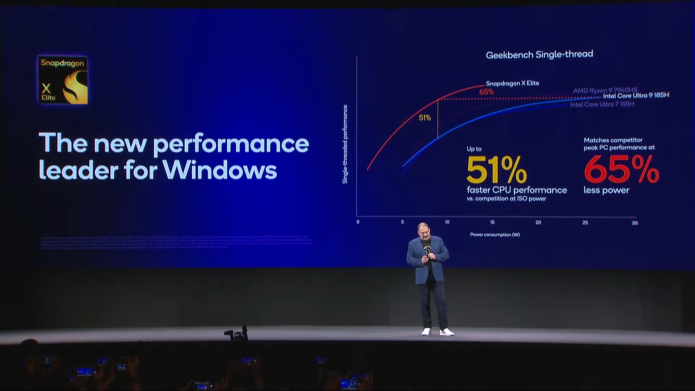 Snapdragon
X
Elite
The new performance
leader for Windows
Geekbench Single-thread
Single-threaded performance
Snapdragon X Elite
65%
51%
AMD Ryzen 9 7940HS
Intel Core Ultra 9 185H
Intel Core Ultra 7 155H
Up to
51%
faster CPU performance
vs. competition at ISO power
Matches competitor
peak PC performance at
65%
less power
0 5 10 15 20 25 30
Power consumption (W)